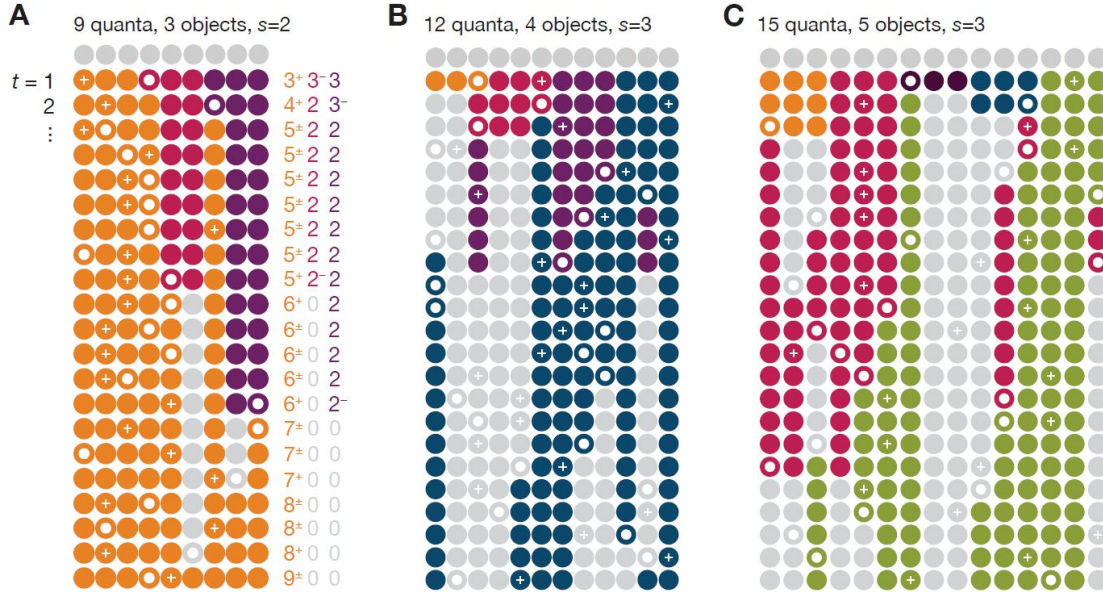 A
9 quanta, 3 objects, s=2
t = 1 3⁺ 3⁻ 3
2 4⁺ 2 3⁻
⋮ 5± 2 2
5± 2 2
5± 2 2
5± 2 2
5± 2 2
5± 2 2
5⁺ 2⁻ 2
6⁺ 0 2
6± 0 2
6± 0 2
6± 0 2
6⁺ 0 2⁻
7± 0 0
7± 0 0
7⁺ 0 0
8± 0 0
8± 0 0
8⁺ 0 0
9± 0 0
B
12 quanta, 4 objects, s=3
C
15 quanta, 5 objects, s=3